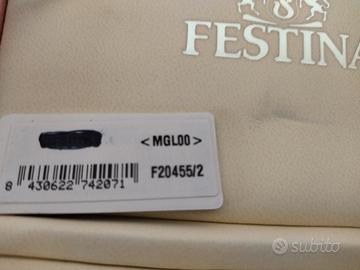 FESTINA
< MGL00 >
8 430622 742071
F20455/2
subito